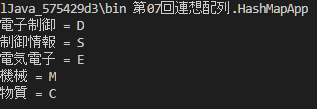 lJava_575429d3\bin 第07回連想配列.HashMapApp
電子制御 = D
制御情報 = S
電気電子 = E
機械 = M
物質 = C